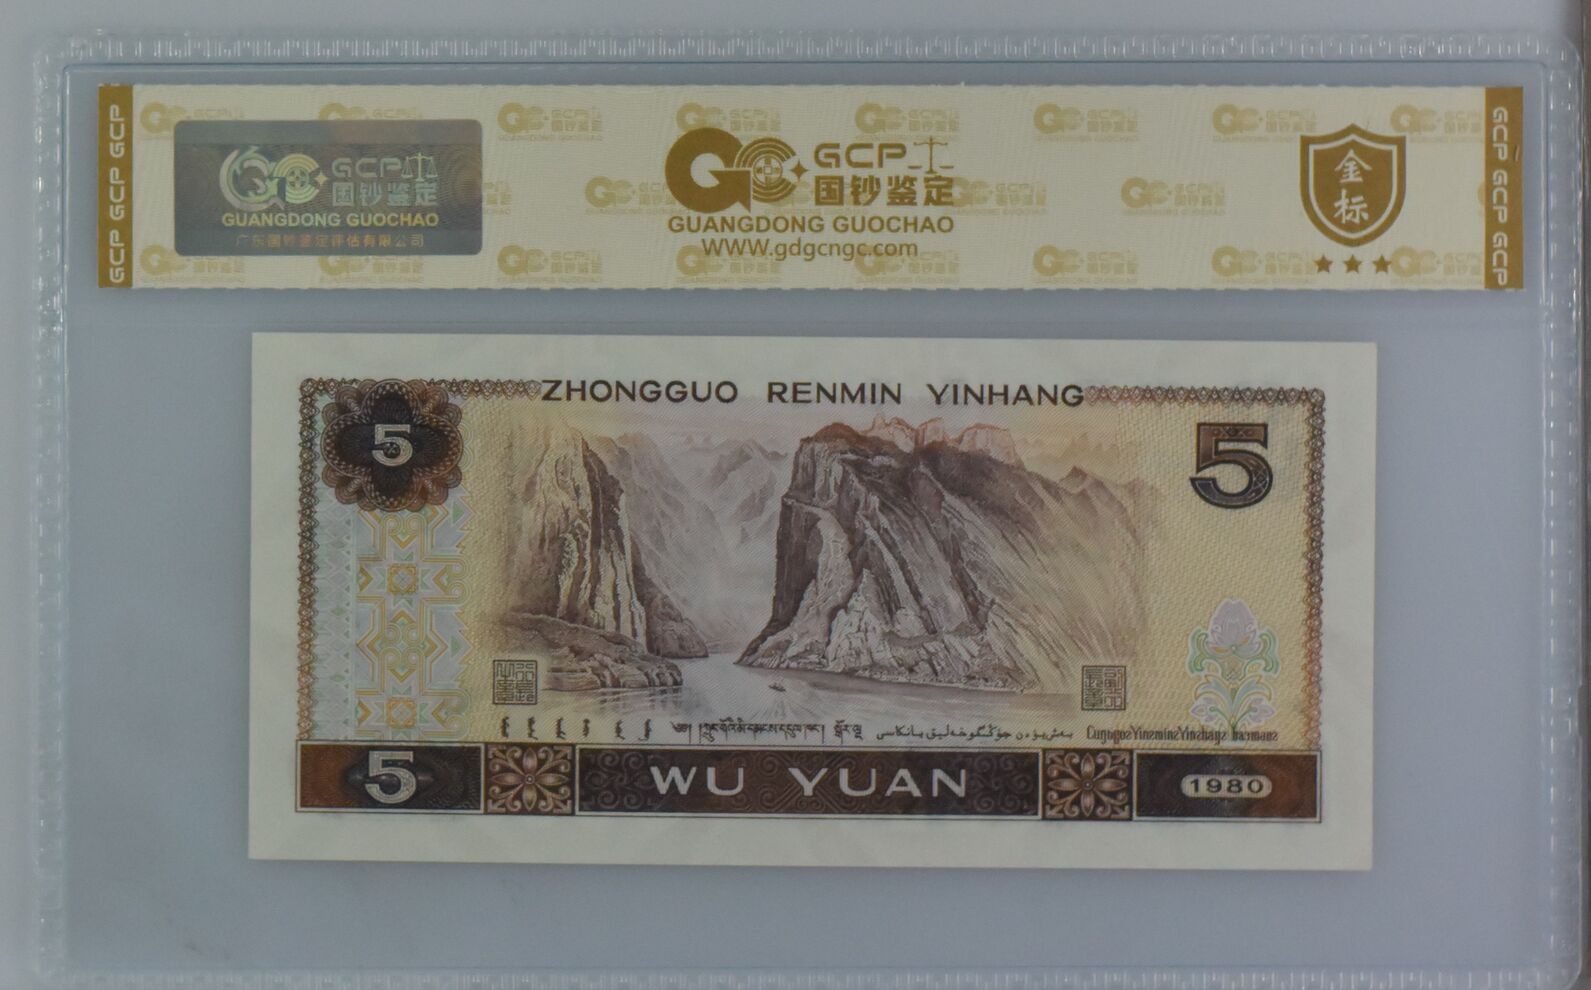 GCP GCP GCP
GCP
国钞鉴定
GUANGDONG GUOCHAO
广东国钞鉴定评估有限公司
GCP
国钞鉴定
GUANGDONG GUOCHAO
WWW.gdgcngc.com
金标
GCP GCP GCP
ZHONGGUO RENMIN YINHANG
5
5
5 WU YUAN 1980